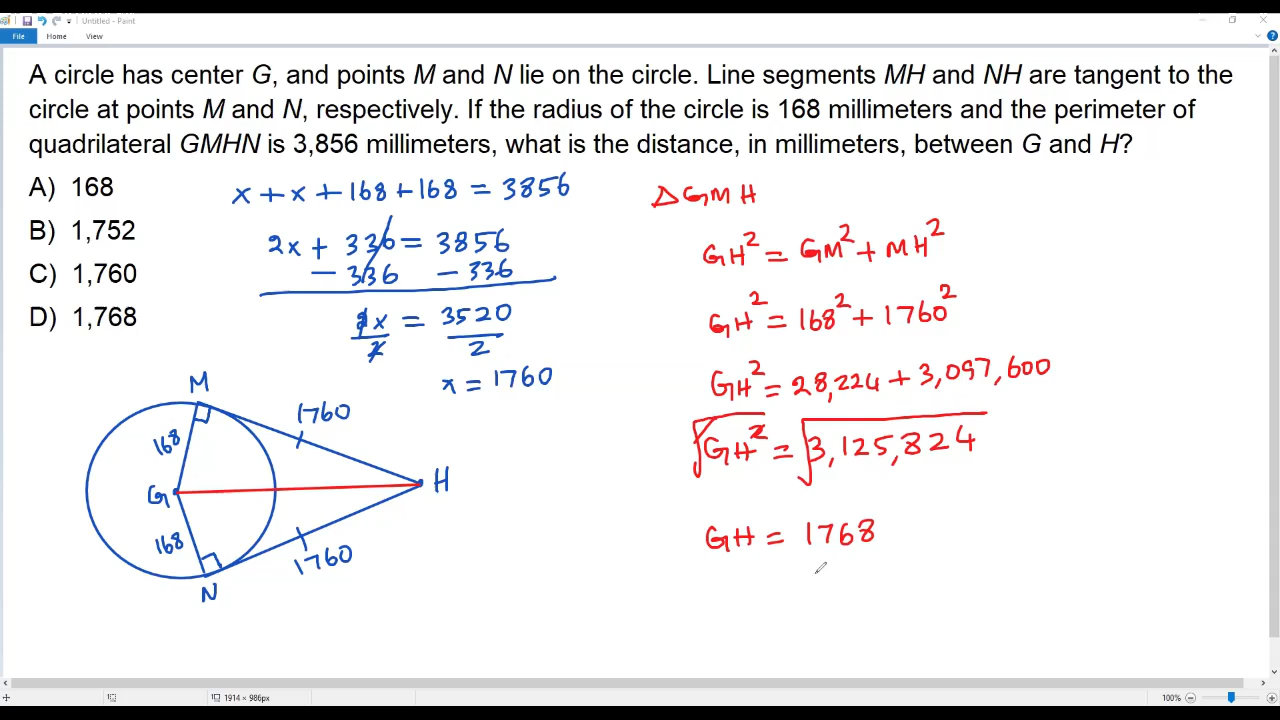 Untitled - Paint
File Home View
A circle has center G, and points M and N lie on the circle. Line segments MH and NH are tangent to the
circle at points M and N, respectively. If the radius of the circle is 168 millimeters and the perimeter of
quadrilateral GMHN is 3,856 millimeters, what is the distance, in millimeters, between G and H?
A) 168
B) 1,752
C) 1,760
D) 1,768
x + x + 168 + 168 = 3856
2x + 336 = 3856
- 336 - 336
2x = 3520
2 2
x = 1760
M
1760
168
G
H
168
1760
N
△GMH
GH² = GM² + MH²
GH² = 168² + 1760²
GH² = 28,224 + 3,097,600
√GH² = √3,125,824
GH = 1768
1914 × 986px
100%